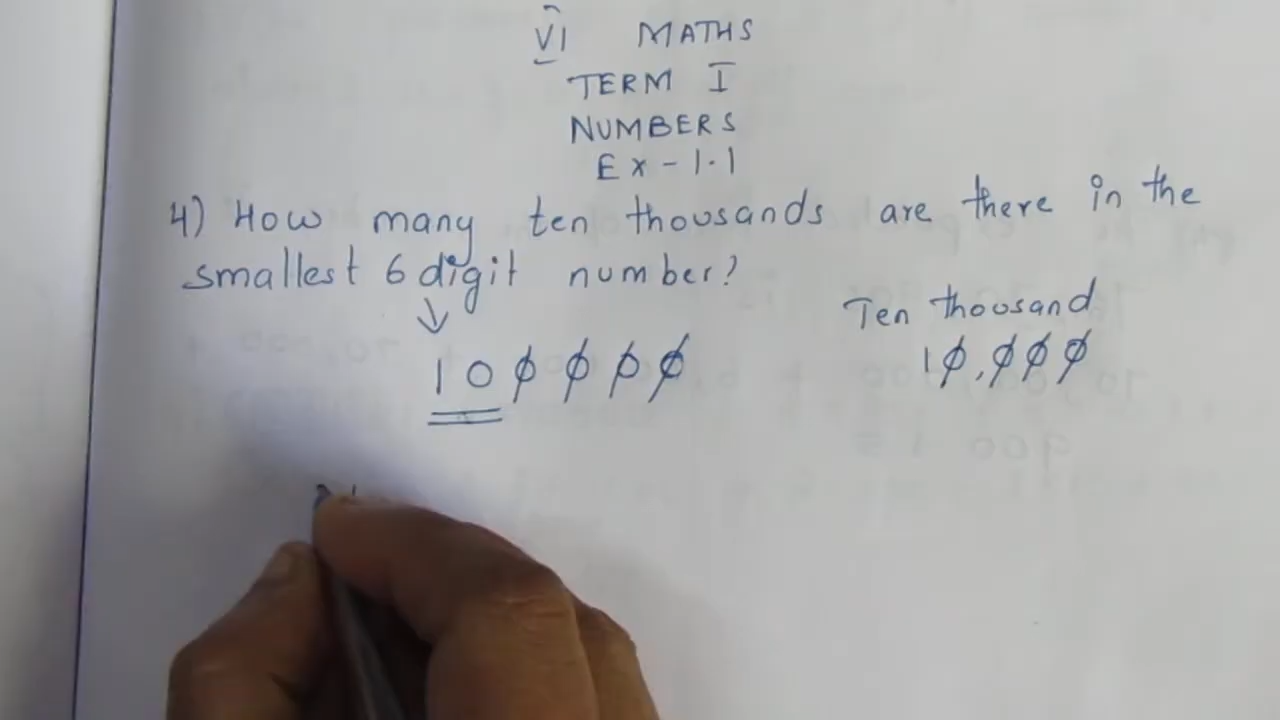 VI MATHS
TERM I
NUMBERS
Ex - 1.1
4) How many ten thousands are there in the
smallest 6 digit number?
Ten thousand
100000
10,000